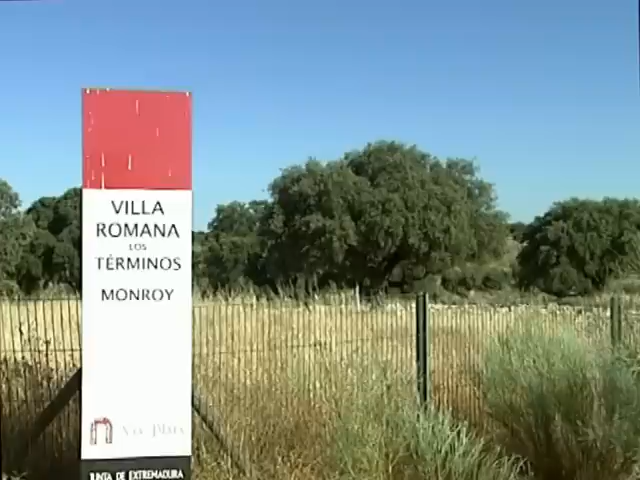 VILLA
ROMANA
LOS
TÉRMINOS
MONROY
Vía Plata
JUNTA DE EXTREMADURA